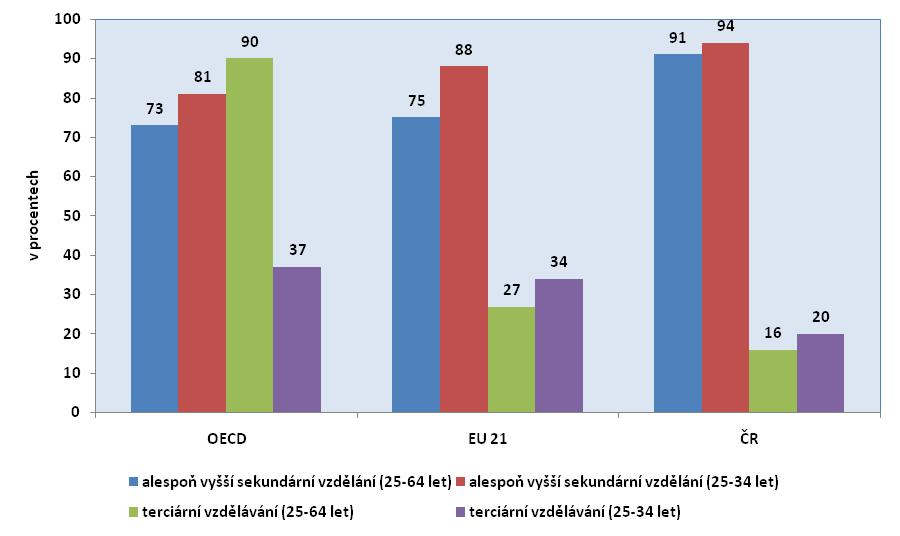 100
90
80
70
60
50
40
30
20
10
0
v procentech
73
81
90
37
75
88
27
34
91
94
16
20
OECD
EU 21
ČR
alespoň vyšší sekundární vzdělání (25-64 let)
alespoň vyšší sekundární vzdělání (25-34 let)
terciární vzdělávání (25-64 let)
terciární vzdělávání (25-34 let)